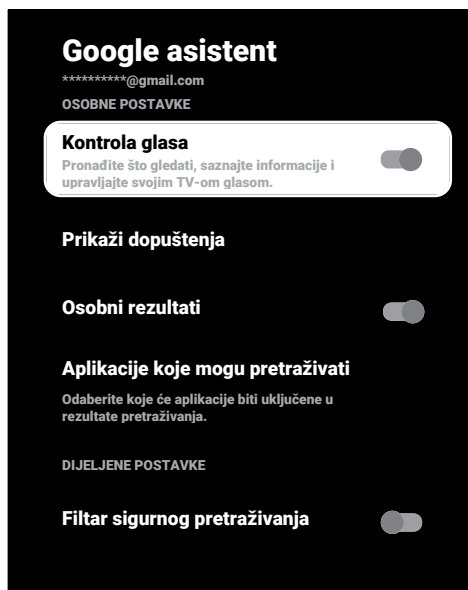 Google asistent
**********@gmail.com
OSOBNE POSTAVKE
Kontrola glasa
Pronađite što gledati, saznajte informacije i
upravljajte svojim TV-om glasom.
Prikaži dopuštenja
Osobni rezultati
Aplikacije koje mogu pretraživati
Odaberite koje će aplikacije biti uključene u
rezultate pretraživanja.
DIJELJENE POSTAVKE
Filtar sigurnog pretraživanja